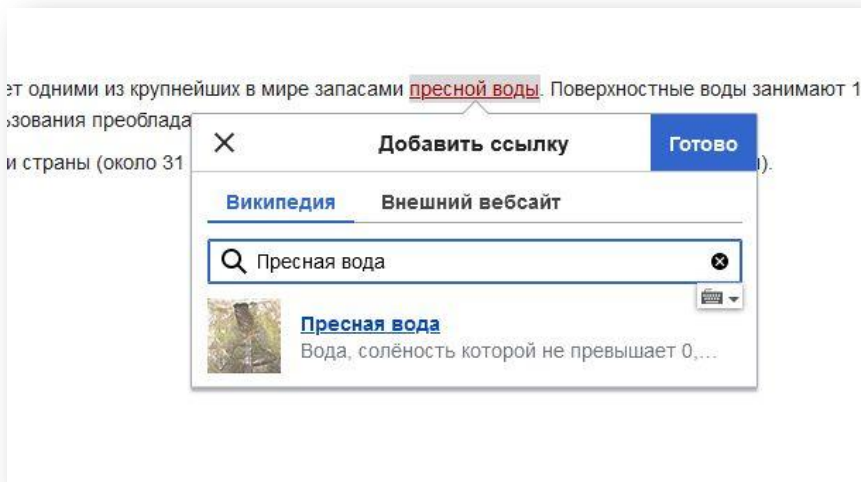 ет одними из крупнейших в мире запасами пресной воды. Поверхностные воды занимают 1
ьзования преоблада
и страны (около 31 ).
Добавить ссылку
Готово
Википедия Внешний вебсайт
Пресная вода
Пресная вода
Вода, солёность которой не превышает 0,...